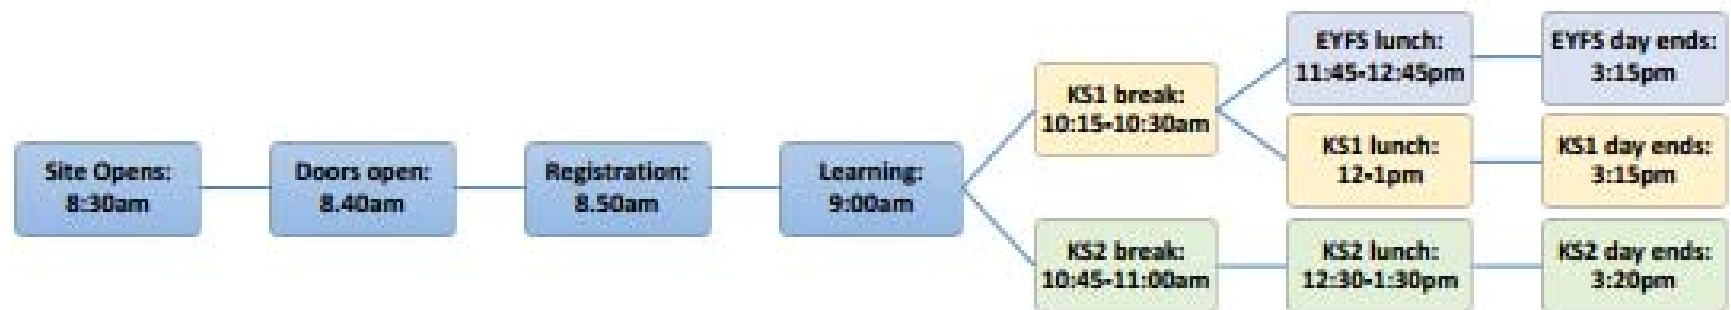 Site Opens:
8:30am
Doors open:
8.40am
Registration:
8.50am
Learning:
9:00am
KS1 break:
10:15-10:30am
EYFS lunch:
11:45-12:45pm
EYFS day ends:
3:15pm
KS1 lunch:
12-1pm
KS1 day ends:
3:15pm
KS2 break:
10:45-11:00am
KS2 lunch:
12:30-1:30pm
KS2 day ends:
3:20pm